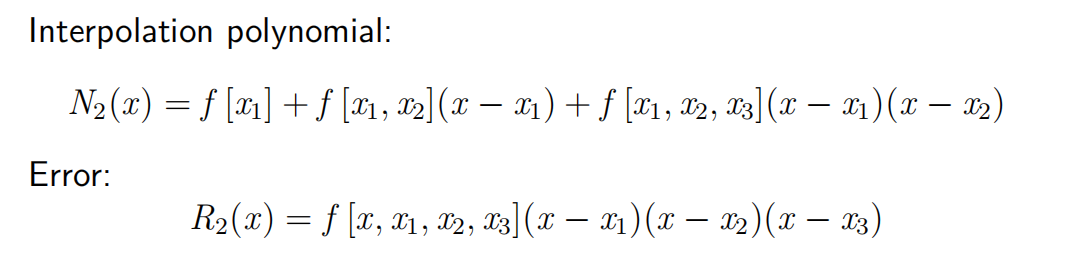 Interpolation polynomial:
N₂(x) = f [x₁] + f [x₁, x₂](x − x₁) + f [x₁, x₂, x₃](x − x₁)(x − x₂)
Error:
R₂(x) = f [x, x₁, x₂, x₃](x − x₁)(x − x₂)(x − x₃)